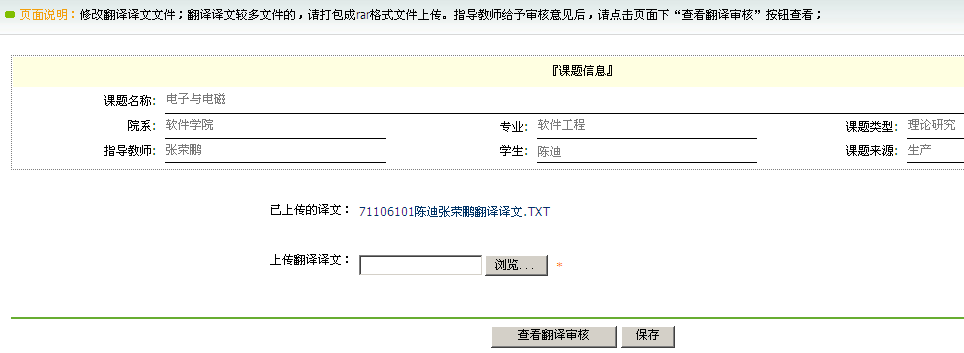 页面说明：修改翻译译文文件；翻译译文较多文件的，请打包成rar格式文件上传。指导教师给予审核意见后，请点击页面下“查看翻译审核”按钮查看；
『课题信息』
课题名称: 电子与电磁
院系: 软件学院 专业: 软件工程 课题类型: 理论研究
指导教师: 张荣鹏 学生: 陈迪 课题来源: 生产
已上传的译文： 71106101陈迪张荣鹏翻译译文.TXT
上传翻译译文： 浏览... *
查看翻译审核 保存